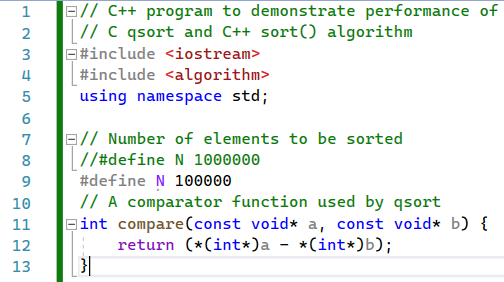 1 // C++ program to demonstrate performance of
2 // C qsort and C++ sort() algorithm
3 #include <iostream>
4 #include <algorithm>
5 using namespace std;
6
7 // Number of elements to be sorted
8 //#define N 1000000
9 #define N 100000
10 // A comparator function used by qsort
11 int compare(const void* a, const void* b) {
12     return (*(int*)a - *(int*)b);
13 }